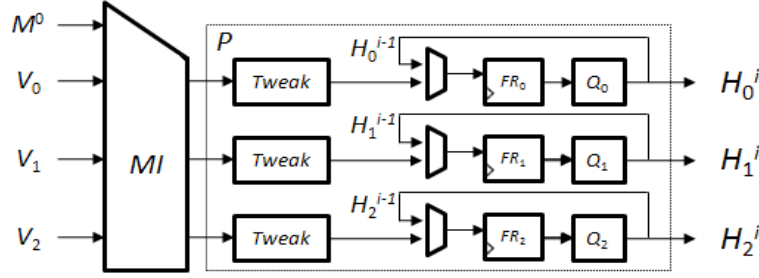 M⁰
P
H₀ⁱ⁻¹
V₀
Tweak
FR₀
Q₀
H₀ⁱ
H₁ⁱ⁻¹
V₁
MI
Tweak
FR₁
Q₁
H₁ⁱ
H₂ⁱ⁻¹
V₂
Tweak
FR₂
Q₂
H₂ⁱ